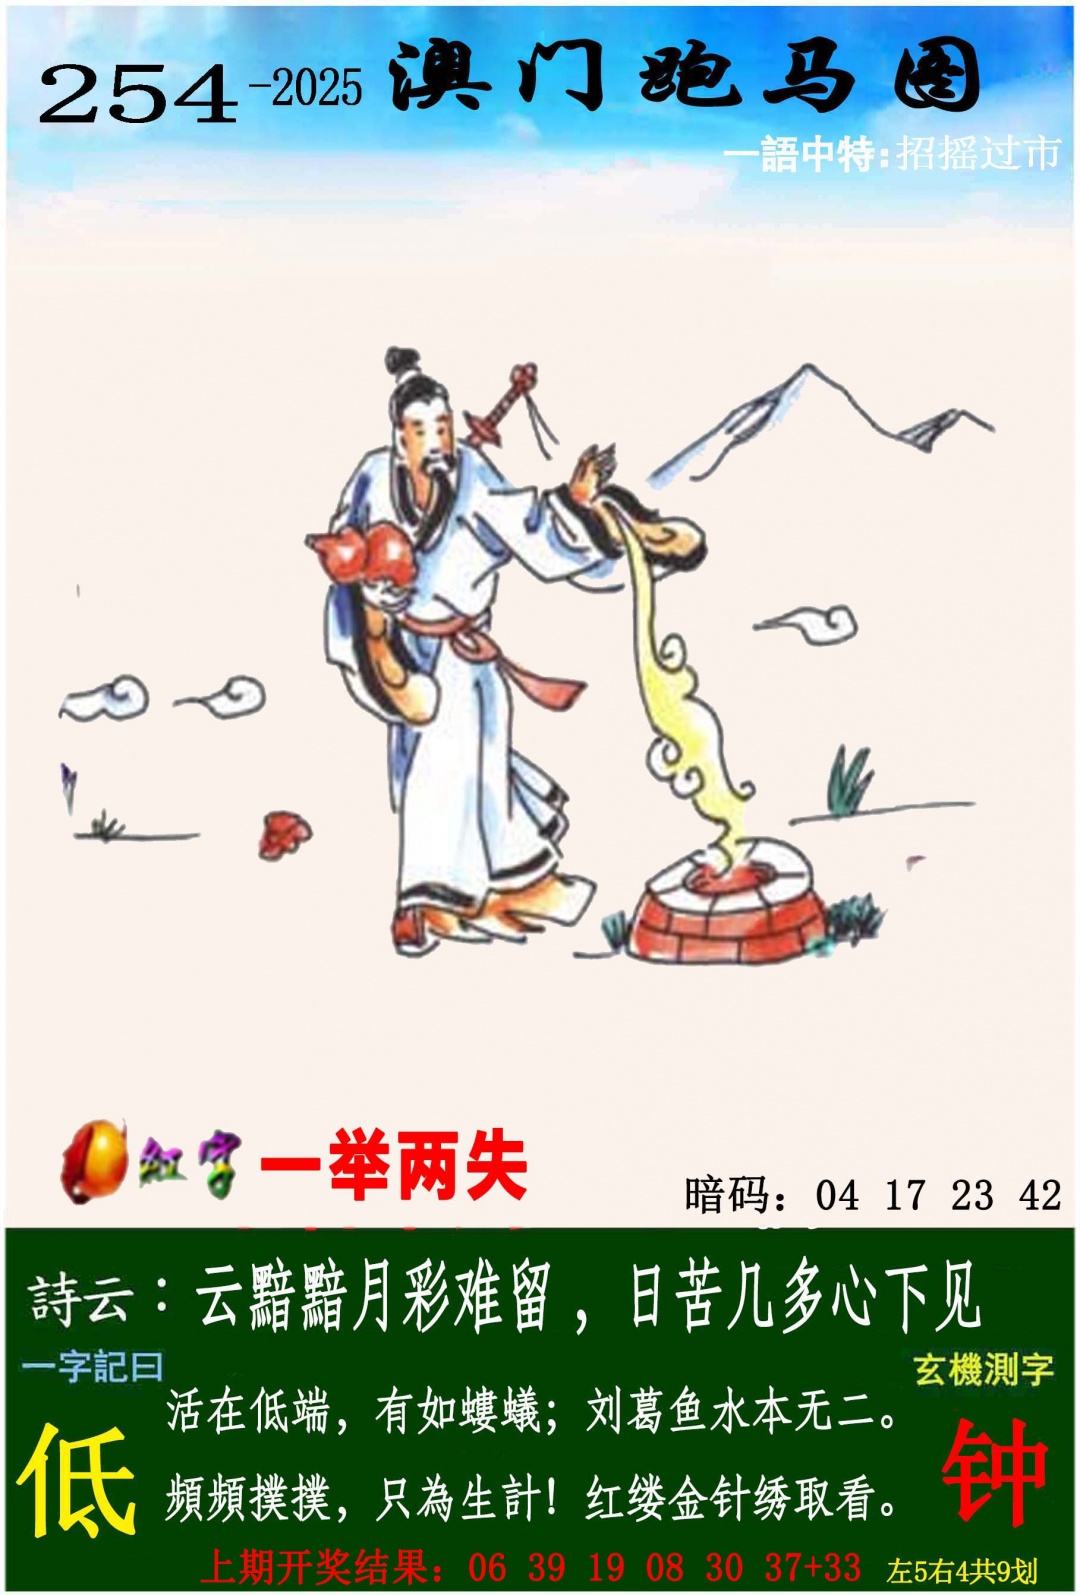 254-2025 澳门跑马图
一語中特:招摇过市
红字 一举两失
暗码：04 17 23 42
詩云：云黯黯月彩难留，日苦几多心下见
一字記曰
玄機測字
低
活在低端，有如螻蟻；刘葛鱼水本无二。
頻頻撲撲，只為生計！红缕金针绣取看。
钟
上期开奖结果：06 39 19 08 30 37+33
左5右4共9划